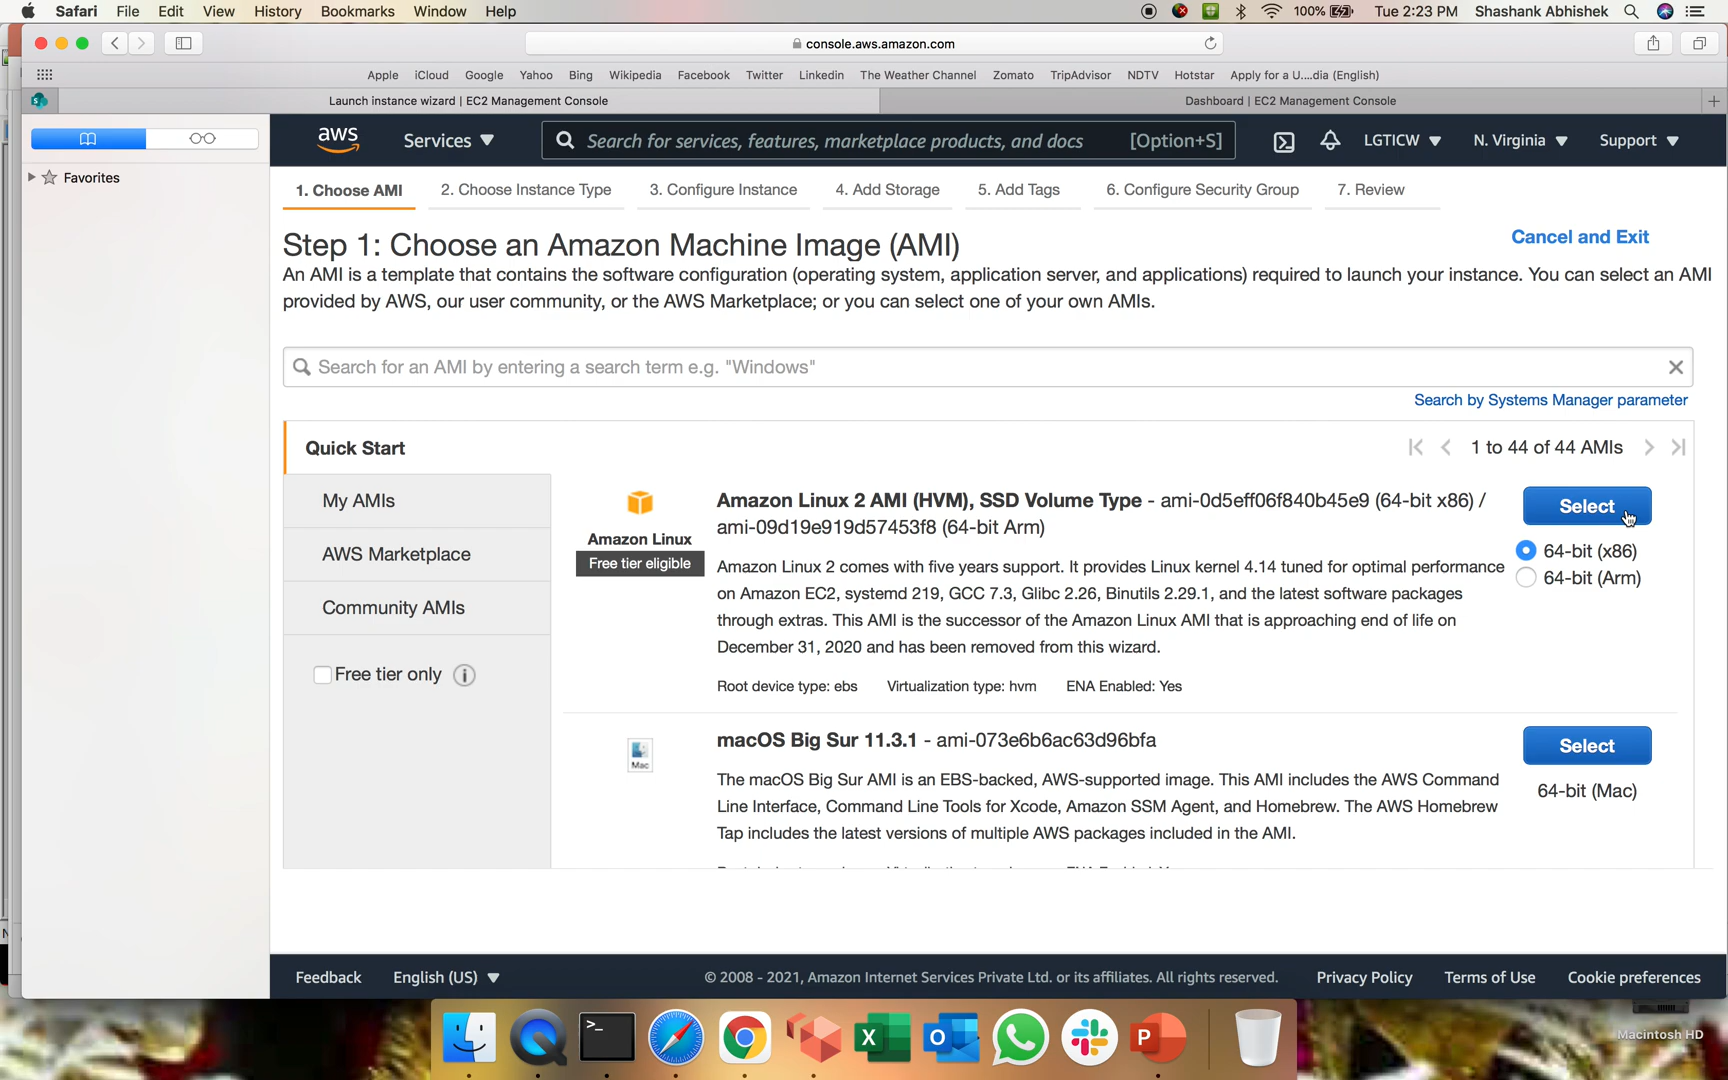 Safari File Edit View History Bookmarks Window Help 100% Tue 2:23 PM Shashank Abhishek
console.aws.amazon.com
Apple iCloud Google Yahoo Bing Wikipedia Facebook Twitter Linkedin The Weather Channel Zomato TripAdvisor NDTV Hotstar Apply for a U....dia (English)
Launch instance wizard | EC2 Management Console Dashboard | EC2 Management Console
Favorites
aws Services Search for services, features, marketplace products, and docs [Option+S] LGTICW N. Virginia Support
1. Choose AMI 2. Choose Instance Type 3. Configure Instance 4. Add Storage 5. Add Tags 6. Configure Security Group 7. Review
Step 1: Choose an Amazon Machine Image (AMI) Cancel and Exit
An AMI is a template that contains the software configuration (operating system, application server, and applications) required to launch your instance. You can select an AMI
provided by AWS, our user community, or the AWS Marketplace; or you can select one of your own AMIs.
Search for an AMI by entering a search term e.g. "Windows"
Search by Systems Manager parameter
Quick Start 1 to 44 of 44 AMIs
My AMIs
AWS Marketplace
Community AMIs
Free tier only
Amazon Linux
Free tier eligible
Amazon Linux 2 AMI (HVM), SSD Volume Type - ami-0d5eff06f840b45e9 (64-bit x86) /
ami-09d19e919d57453f8 (64-bit Arm)
Amazon Linux 2 comes with five years support. It provides Linux kernel 4.14 tuned for optimal performance
on Amazon EC2, systemd 219, GCC 7.3, Glibc 2.26, Binutils 2.29.1, and the latest software packages
through extras. This AMI is the successor of the Amazon Linux AMI that is approaching end of life on
December 31, 2020 and has been removed from this wizard.
Root device type: ebs Virtualization type: hvm ENA Enabled: Yes
Select
64-bit (x86)
64-bit (Arm)
Mac
macOS Big Sur 11.3.1 - ami-073e6b6ac63d96bfa
The macOS Big Sur AMI is an EBS-backed, AWS-supported image. This AMI includes the AWS Command
Line Interface, Command Line Tools for Xcode, Amazon SSM Agent, and Homebrew. The AWS Homebrew
Tap includes the latest versions of multiple AWS packages included in the AMI.
Select
64-bit (Mac)
Feedback English (US) © 2008 - 2021, Amazon Internet Services Private Ltd. or its affiliates. All rights reserved. Privacy Policy Terms of Use Cookie preferences
Macintosh HD